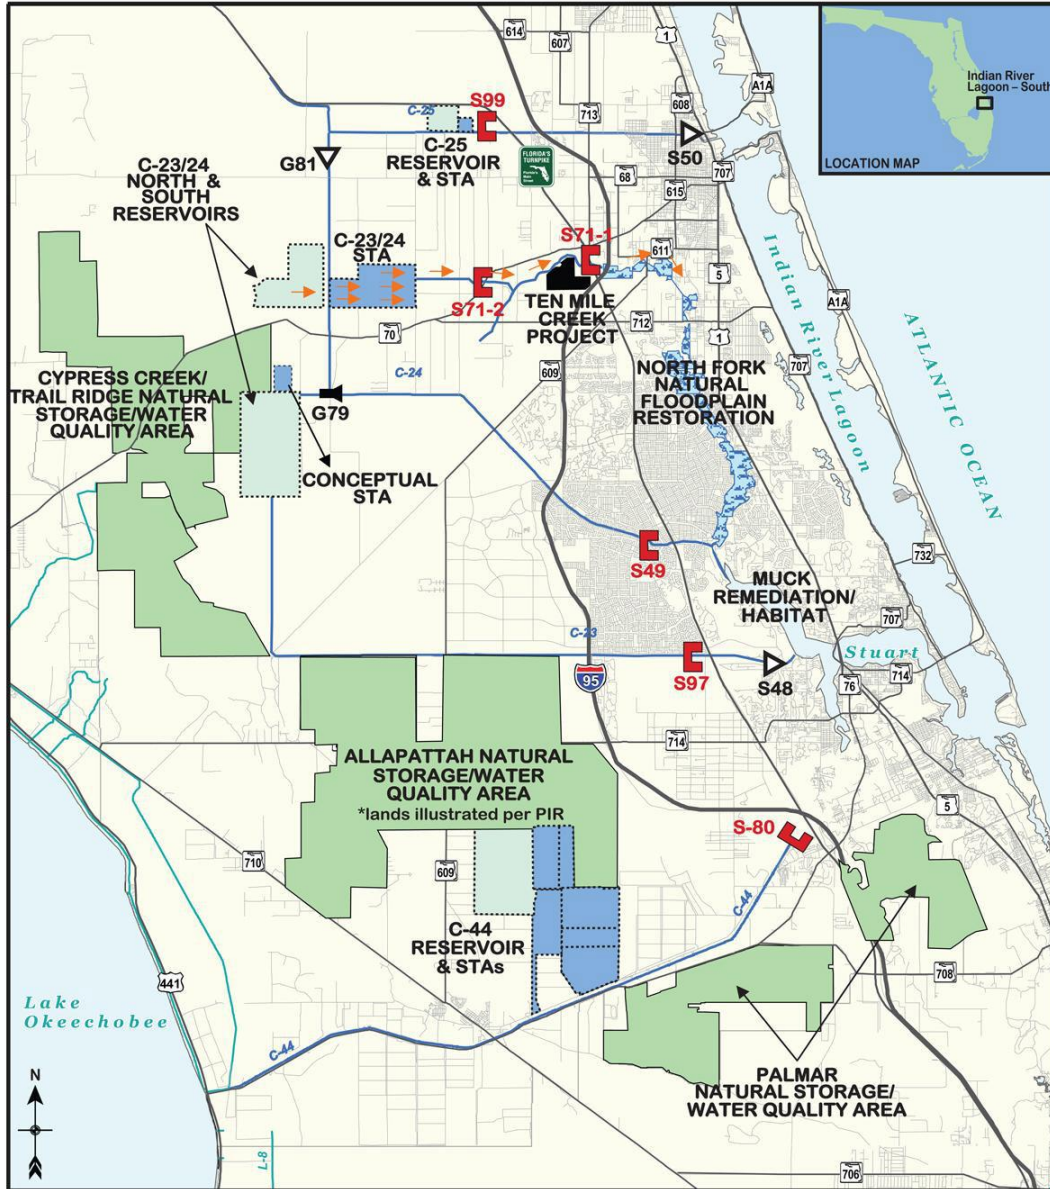 614
607
1
A1A
608
713
Indian River
Lagoon – South
LOCATION MAP
C-25
S99
C-25
RESERVOIR
& STA
G81
S50
707
FLORIDA'S
TURNPIKE
68
615
C-23/24
NORTH &
SOUTH
RESERVOIRS
C-23/24
STA
S71-1
611
5
S71-2
TEN MILE
CREEK
PROJECT
712
70
1
A1A
707
Indian River Lagoon
ATLANTIC OCEAN
C-24
609
NORTH FORK
NATURAL
FLOODPLAIN
RESTORATION
CYPRESS CREEK/
TRAIL RIDGE NATURAL
STORAGE/WATER
QUALITY AREA
G79
CONCEPTUAL
STA
S49
732
MUCK
REMEDIATION/
HABITAT
707
C-23
Stuart
S97
S48
95
76
714
714
ALLAPATTAH NATURAL
STORAGE/WATER
QUALITY AREA
*lands illustrated per PIR
5
S-80
710
609
C-44
C-44
RESERVOIR
& STAs
441
708
Lake
Okeechobee
C-44
PALMAR
NATURAL STORAGE/
WATER QUALITY AREA
N
L-8
706